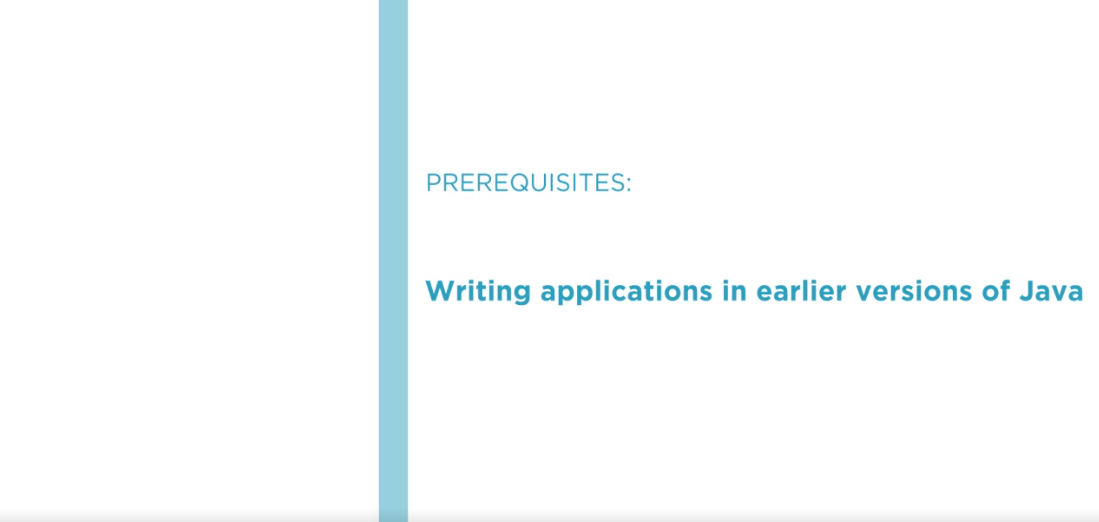 PREREQUISITES:
Writing applications in earlier versions of Java